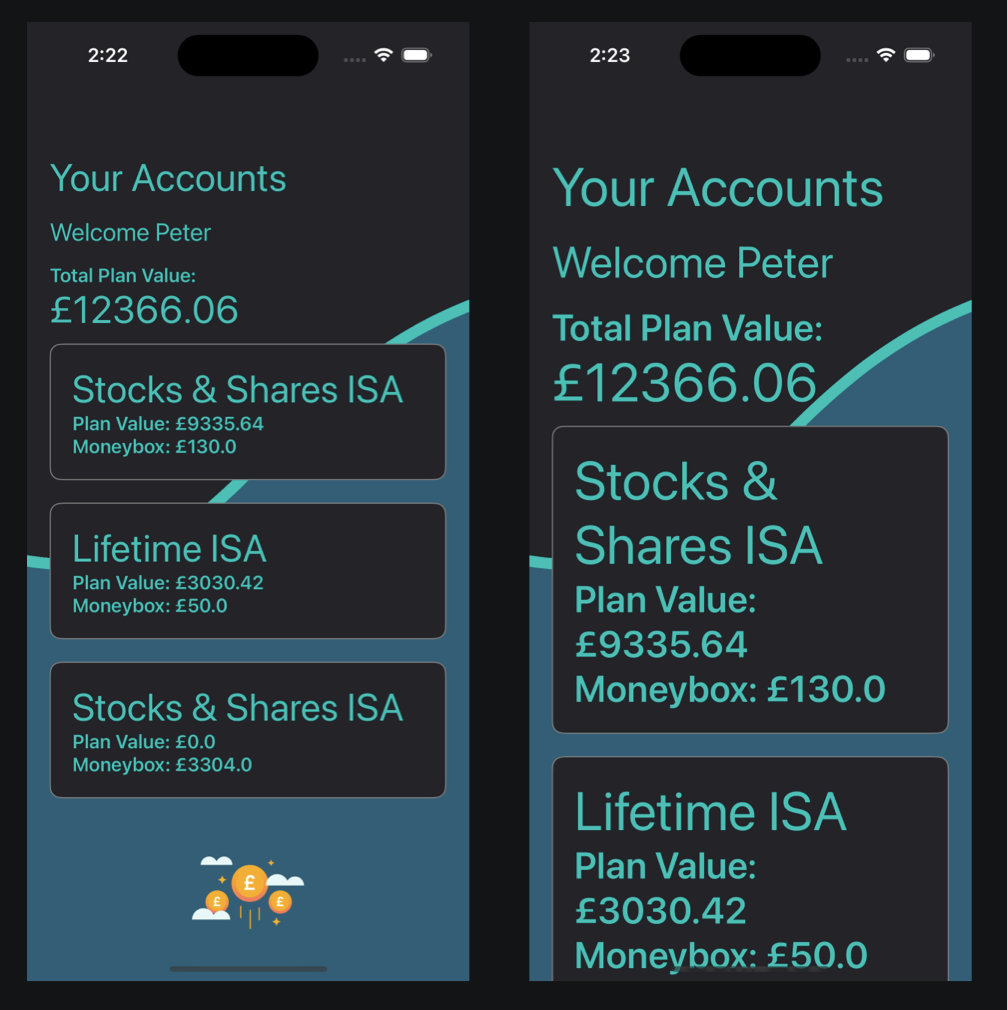 2:22
Your Accounts
Welcome Peter
Total Plan Value:
£12366.06
Stocks & Shares ISA
Plan Value: £9335.64
Moneybox: £130.0
Lifetime ISA
Plan Value: £3030.42
Moneybox: £50.0
Stocks & Shares ISA
Plan Value: £0.0
Moneybox: £3304.0
£
£
£
2:23
Your Accounts
Welcome Peter
Total Plan Value:
£12366.06
Stocks &
Shares ISA
Plan Value:
£9335.64
Moneybox: £130.0
Lifetime ISA
Plan Value:
£3030.42
Moneybox: £50.0